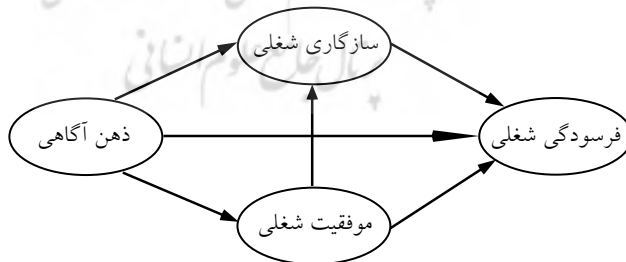 سازگاری شغلی
ذهن آگاهی
فرسودگی شغلی
موفقیت شغلی